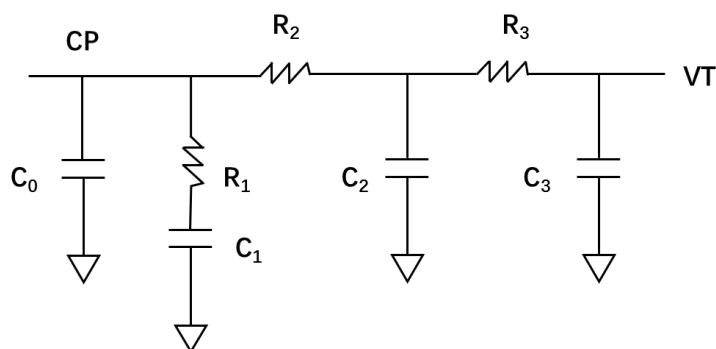 CP
R₂
R₃
VT
C₀
R₁
C₂
C₃
C₁